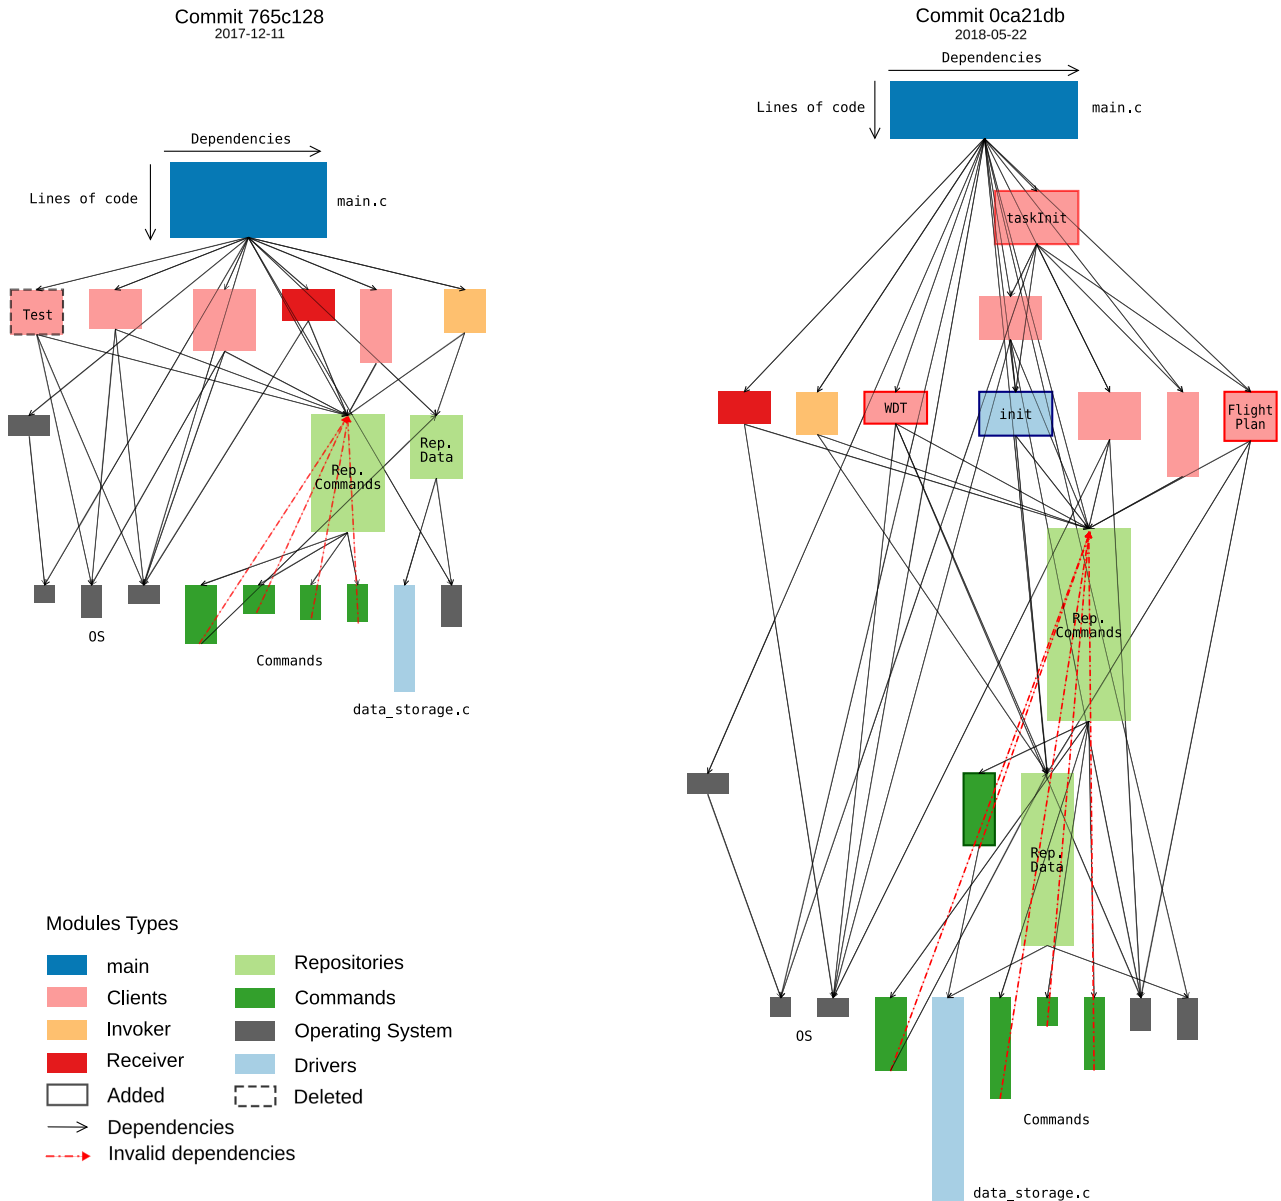 Commit 765c128
2017-12-11
Dependencies
Lines of code
main.c
Test
Rep.
Data
Rep.
Commands
OS
Commands
data_storage.c
Commit 0ca21db
2018-05-22
Dependencies
Lines of code
main.c
taskInit
WDT
init
Flight
Plan
Rep.
Commands
Rep.
Data
OS
Commands
data_storage.c
Modules Types
main
Clients
Invoker
Receiver
Added
Dependencies
Invalid dependencies
Repositories
Commands
Operating System
Drivers
Deleted